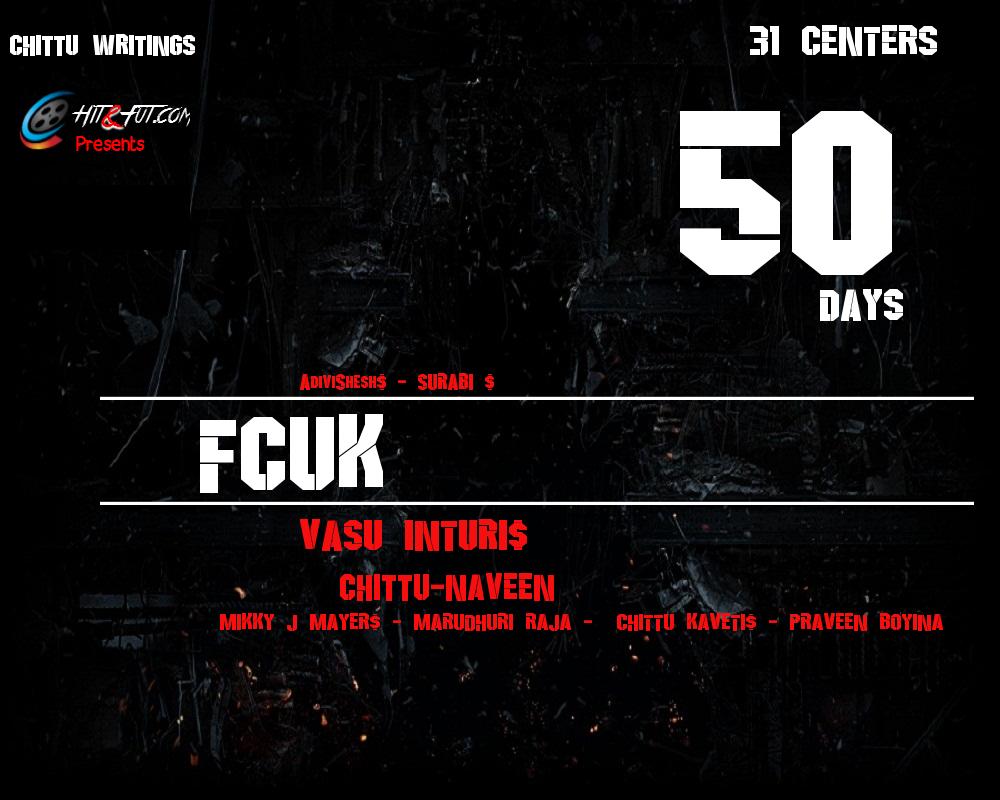 CHITTU WRITINGS
31 CENTERS
HIT&FUT.COM
Presents
50
DAYS
ADIVISHESH$ - SURABI $
FCUK
VASU INTURI$
CHITTU-NAVEEN
MIKKY J MAYER$ - MARUDHURI RAJA - CHITTU KAVETI$ - PRAVEEN BOYINA